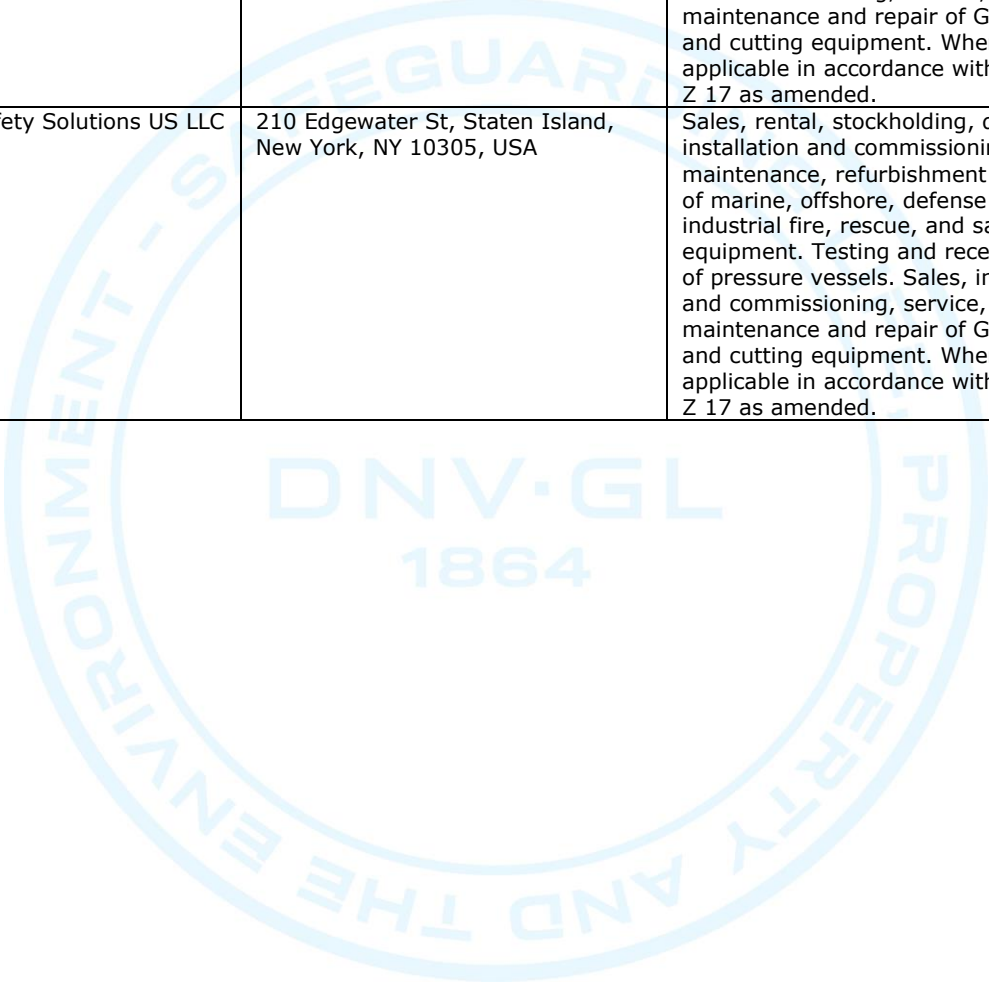 maintenance and repair of G
and cutting equipment. Whe
applicable in accordance with
Z 17 as amended.
fety Solutions US LLC
210 Edgewater St, Staten Island,
New York, NY 10305, USA
Sales, rental, stockholding,
installation and commissioni
maintenance, refurbishment
of marine, offshore, defense
industrial fire, rescue, and sa
equipment. Testing and rece
of pressure vessels. Sales, in
and commissioning, service,
maintenance and repair of G
and cutting equipment. Whe
applicable in accordance with
Z 17 as amended.
SAFEGUARDING LIFE, PROPERTY AND THE ENVIRONMENT -
DNV·GL
1864